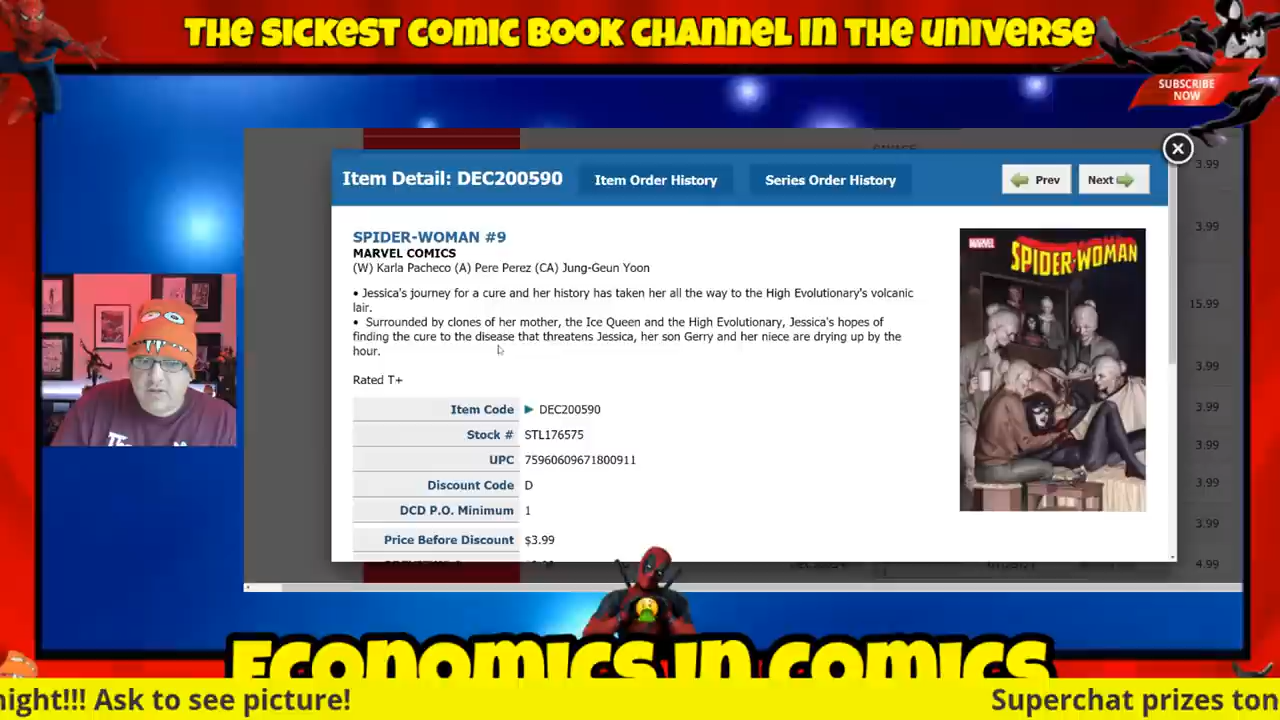 THE SICKEST COMIC BOOK CHANNEL IN THE UNIVERSE
SUBSCRIBE
NOW
Item Detail: DEC200590
Item Order History
Series Order History
Prev
Next
SPIDER-WOMAN #9
MARVEL COMICS
(W) Karla Pacheco (A) Pere Perez (CA) Jung-Geun Yoon
• Jessica's journey for a cure and her history has taken her all the way to the High Evolutionary's volcanic
lair.
• Surrounded by clones of her mother, the Ice Queen and the High Evolutionary, Jessica's hopes of
finding the cure to the disease that threatens Jessica, her son Gerry and her niece are drying up by the
hour.
Rated T+
Item Code DEC200590
Stock # STL176575
UPC 75960609671800911
Discount Code D
DCD P.O. Minimum 1
Price Before Discount $3.99
MARVEL
SPIDER-WOMAN
3.99
3.99
15.99
3.99
3.99
3.99
3.99
3.99
4.99
ECONOMICS IN COMICS
night!!! Ask to see picture!
Superchat prizes ton